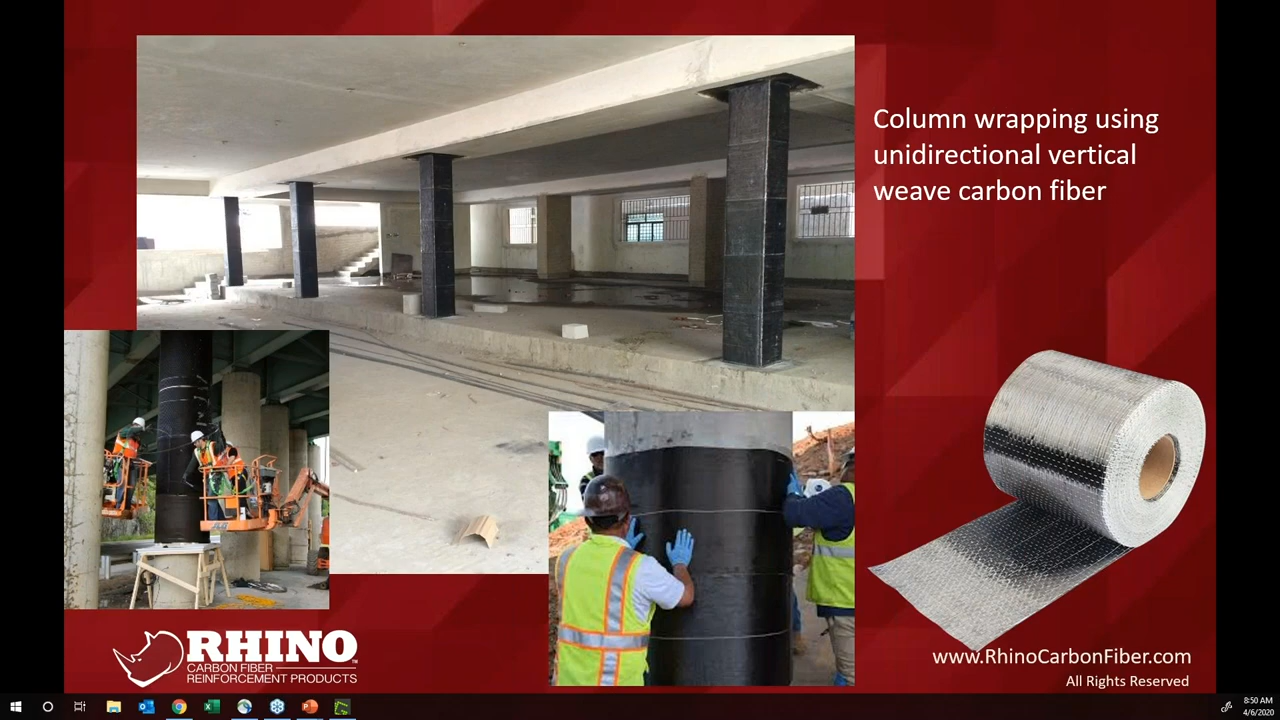 Column wrapping using
unidirectional vertical
weave carbon fiber
RHINO
TM
CARBON FIBER
REINFORCEMENT PRODUCTS
www.RhinoCarbonFiber.com
All Rights Reserved
8:50 AM
4/6/2020